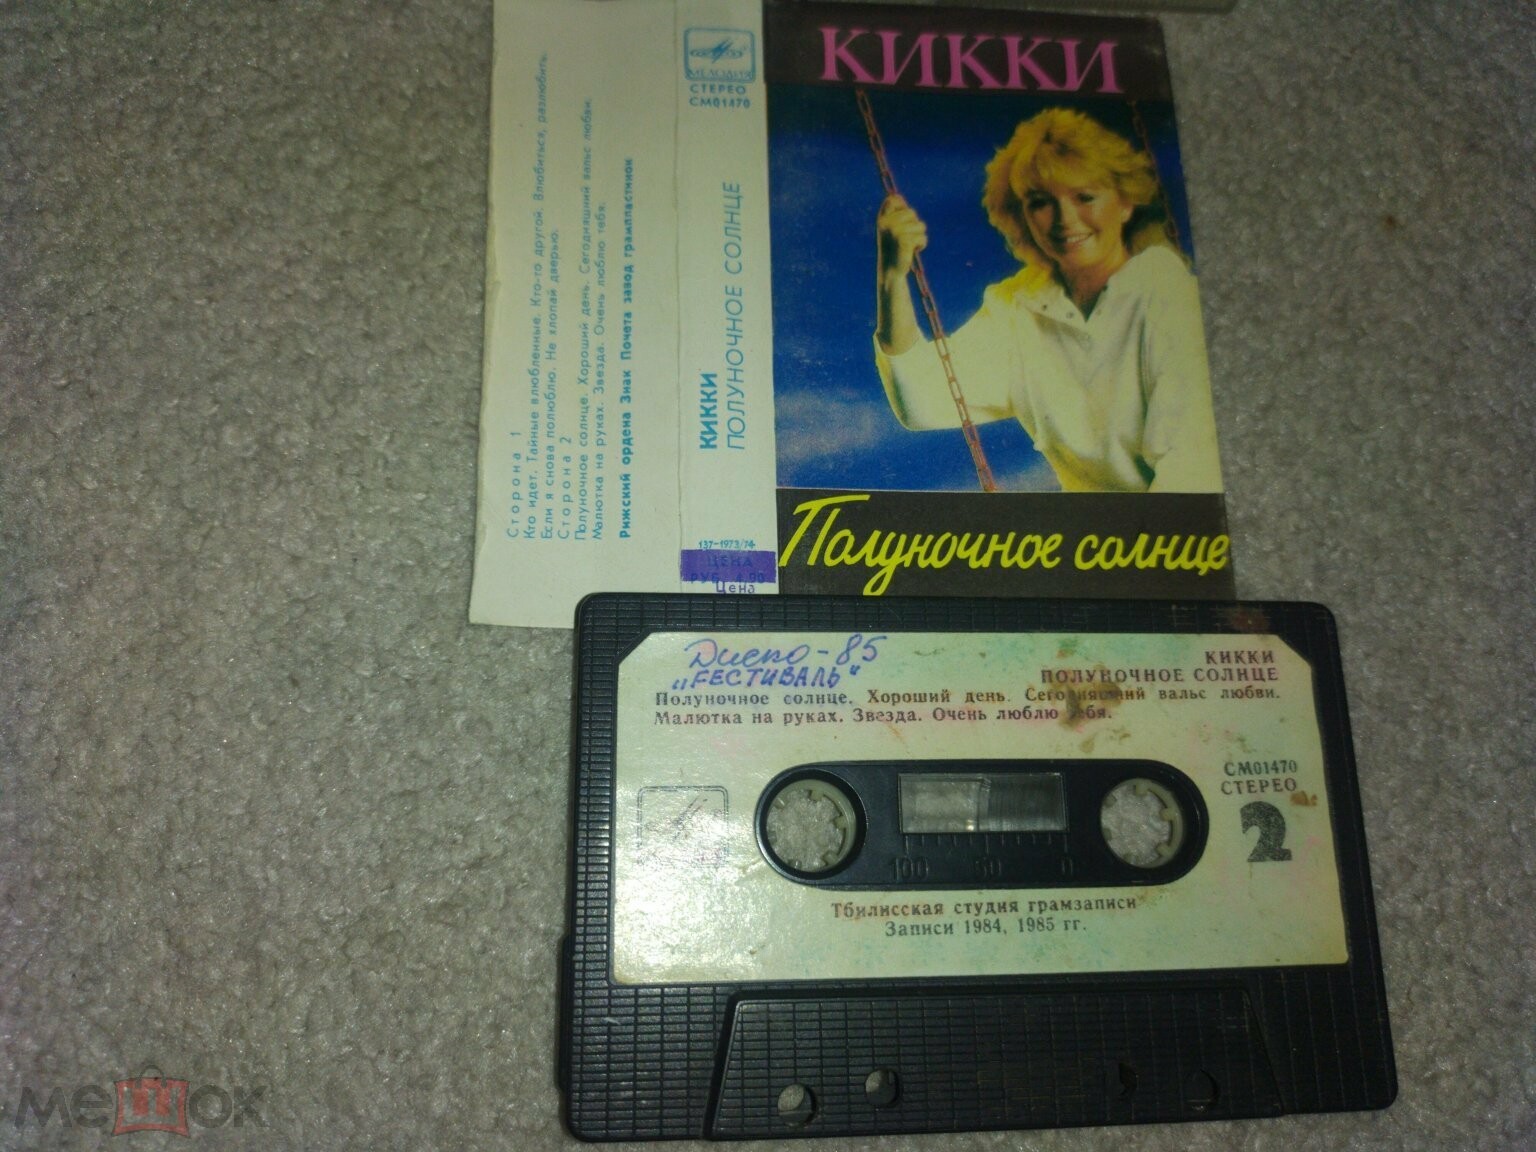 Сторона 1
Кто идет. Тайные влюбленные. Кто-то другой. Влюбиться, разлюбить.
Если я снова полюблю. Не хлопай дверью.
Сторона 2
Полуночное солнце. Хороший день. Сегодняшний вальс любви.
Малютка на руках. Звезда. Очень люблю тебя.
Рижский ордена Знак Почета завод грампластинок
МЕЛОДИЯ
СТЕРЕО
СМ01470
КИККИ
ПОЛУНОЧНОЕ СОЛНЦЕ
137-1973/74
ЦЕНА
РУБ.
Цена
КИККИ
Полуночное солнце
Диско-85
„FЕСТИВАЛЬ"
КИККИ
ПОЛУНОЧНОЕ СОЛНЦЕ
Полуночное солнце. Хороший день. Сегодняшний вальс любви.
Малютка на руках. Звезда. Очень люблю тебя.
СМ01470
СТЕРЕО
2
100 50 0
Тбилисская студия грамзаписи
Записи 1984, 1985 гг.
мешок